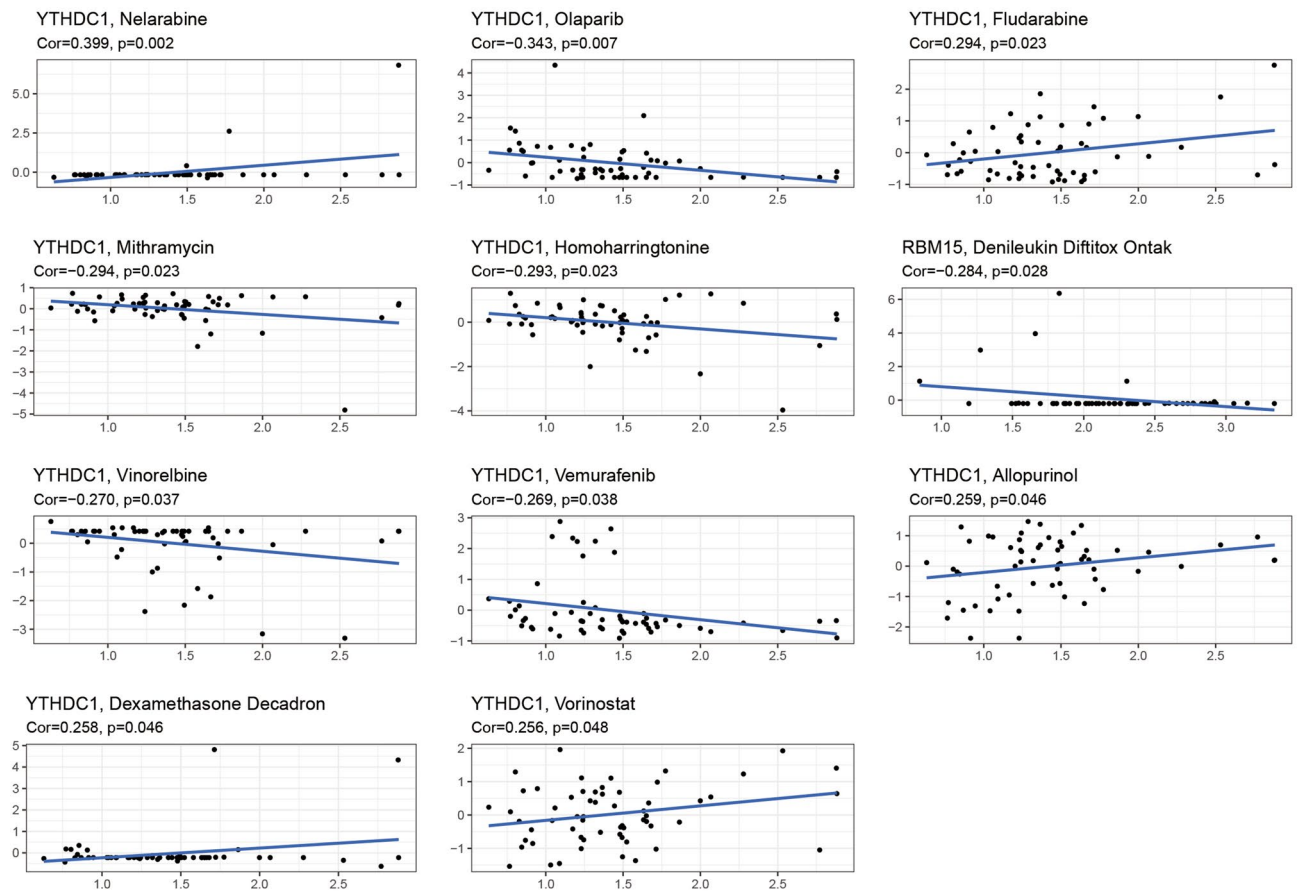 YTHDC1, Nelarabine
Cor=0.399, p=0.002
5.0
2.5
0.0
1.0 1.5 2.0 2.5
YTHDC1, Olaparib
Cor=−0.343, p=0.007
4
3
2
1
0
−1
1.0 1.5 2.0 2.5
YTHDC1, Fludarabine
Cor=0.294, p=0.023
2
1
0
−1
1.0 1.5 2.0 2.5
YTHDC1, Mithramycin
Cor=−0.294, p=0.023
1
0
−1
−2
−3
−4
−5
1.0 1.5 2.0 2.5
YTHDC1, Homoharringtonine
Cor=−0.293, p=0.023
0
−2
−4
1.0 1.5 2.0 2.5
RBM15, Denileukin Diftitox Ontak
Cor=−0.284, p=0.028
6
4
2
0
1.0 1.5 2.0 2.5 3.0
YTHDC1, Vinorelbine
Cor=−0.270, p=0.037
0
−1
−2
−3
1.0 1.5 2.0 2.5
YTHDC1, Vemurafenib
Cor=−0.269, p=0.038
3
2
1
0
−1
1.0 1.5 2.0 2.5
YTHDC1, Allopurinol
Cor=0.259, p=0.046
1
0
−1
−2
1.0 1.5 2.0 2.5
YTHDC1, Dexamethasone Decadron
Cor=0.258, p=0.046
5
4
3
2
1
0
1.0 1.5 2.0 2.5
YTHDC1, Vorinostat
Cor=0.256, p=0.048
2
1
0
−1
1.0 1.5 2.0 2.5